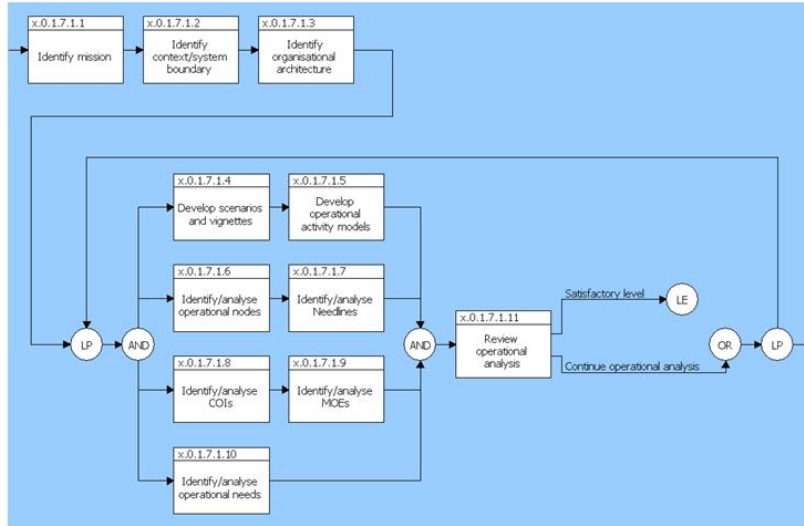 x.0.1.7.1.1
Identify mission
x.0.1.7.1.2
Identify
context/system
boundary
x.0.1.7.1.3
Identify
organisational
architecture
x.0.1.7.1.4
Develop scenarios
and vignettes
x.0.1.7.1.5
Develop
operational
activity models
x.0.1.7.1.6
Identify/analyse
operational nodes
x.0.1.7.1.7
Identify/analyse
Needlines
Satisfactory level
LE
x.0.1.7.1.11
Review
operational
analysis
LP
AND
AND
OR
LP
Continue operational analysis
x.0.1.7.1.8
Identify/analyse
COIs
x.0.1.7.1.9
Identify/analyse
MOEs
x.0.1.7.1.10
Identify/analyse
operational needs